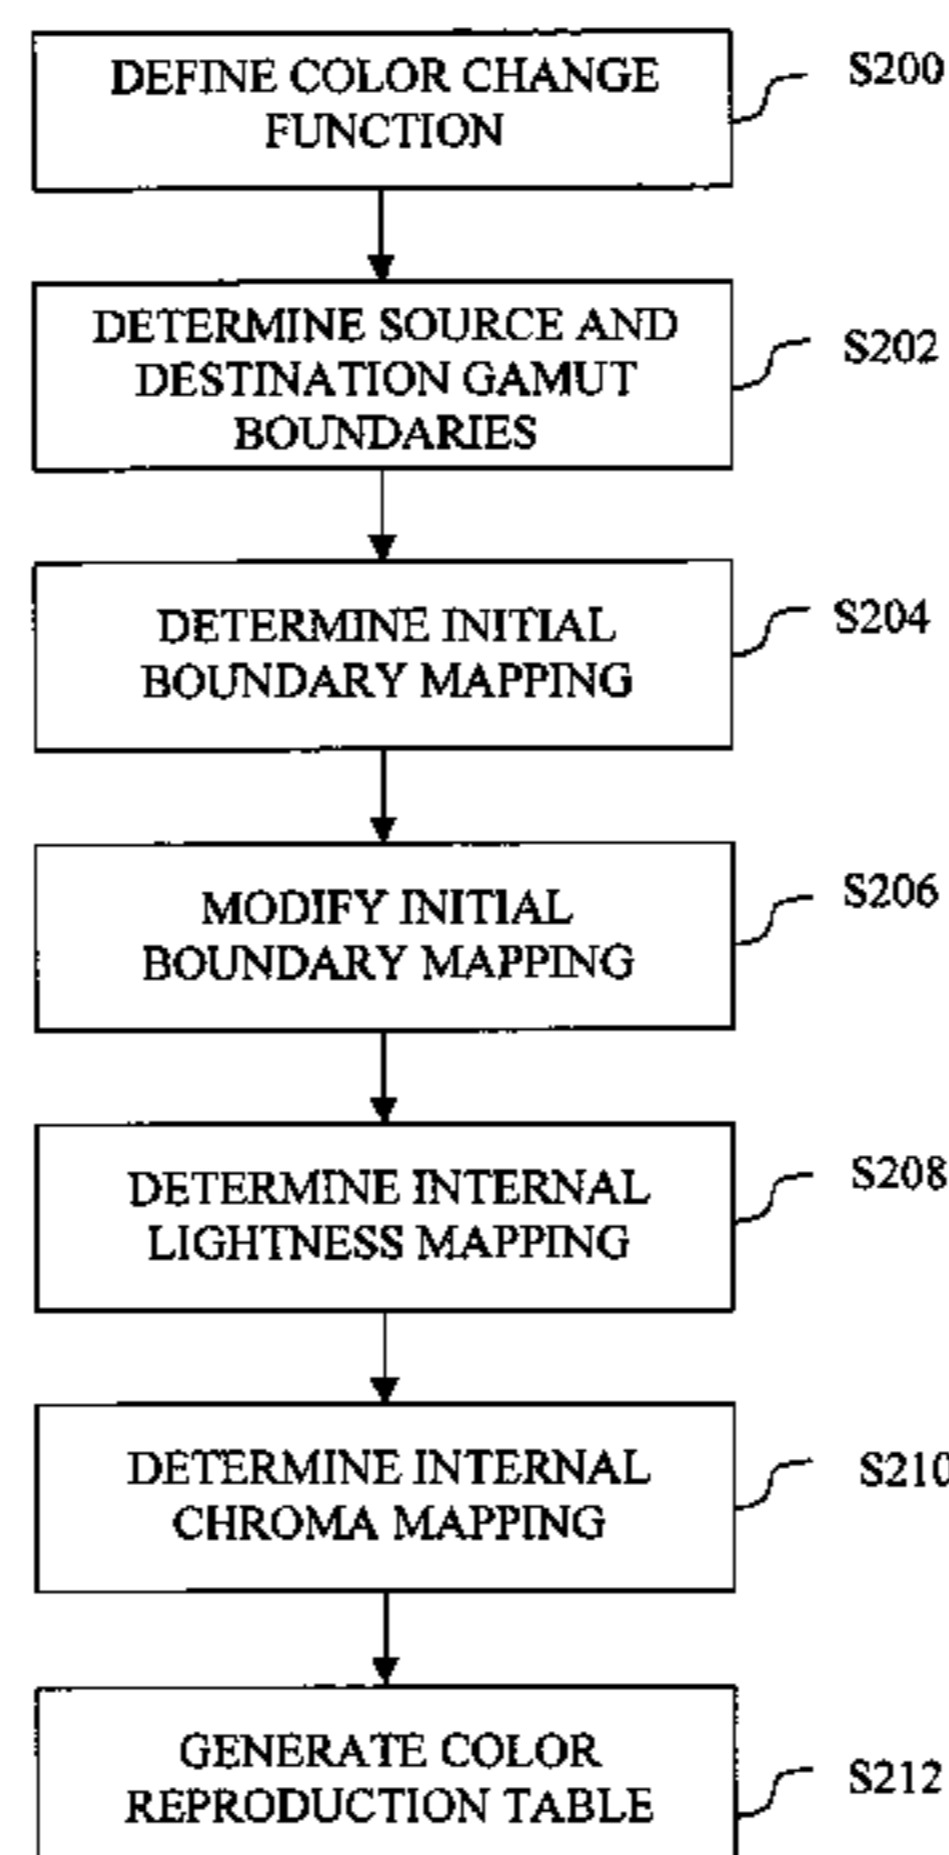 DEFINE COLOR CHANGE
FUNCTION
S200
DETERMINE SOURCE AND
DESTINATION GAMUT
BOUNDARIES
S202
DETERMINE INITIAL
BOUNDARY MAPPING
S204
MODIFY INITIAL
BOUNDARY MAPPING
S206
DETERMINE INTERNAL
LIGHTNESS MAPPING
S208
DETERMINE INTERNAL
CHROMA MAPPING
S210
GENERATE COLOR
REPRODUCTION TABLE
S212